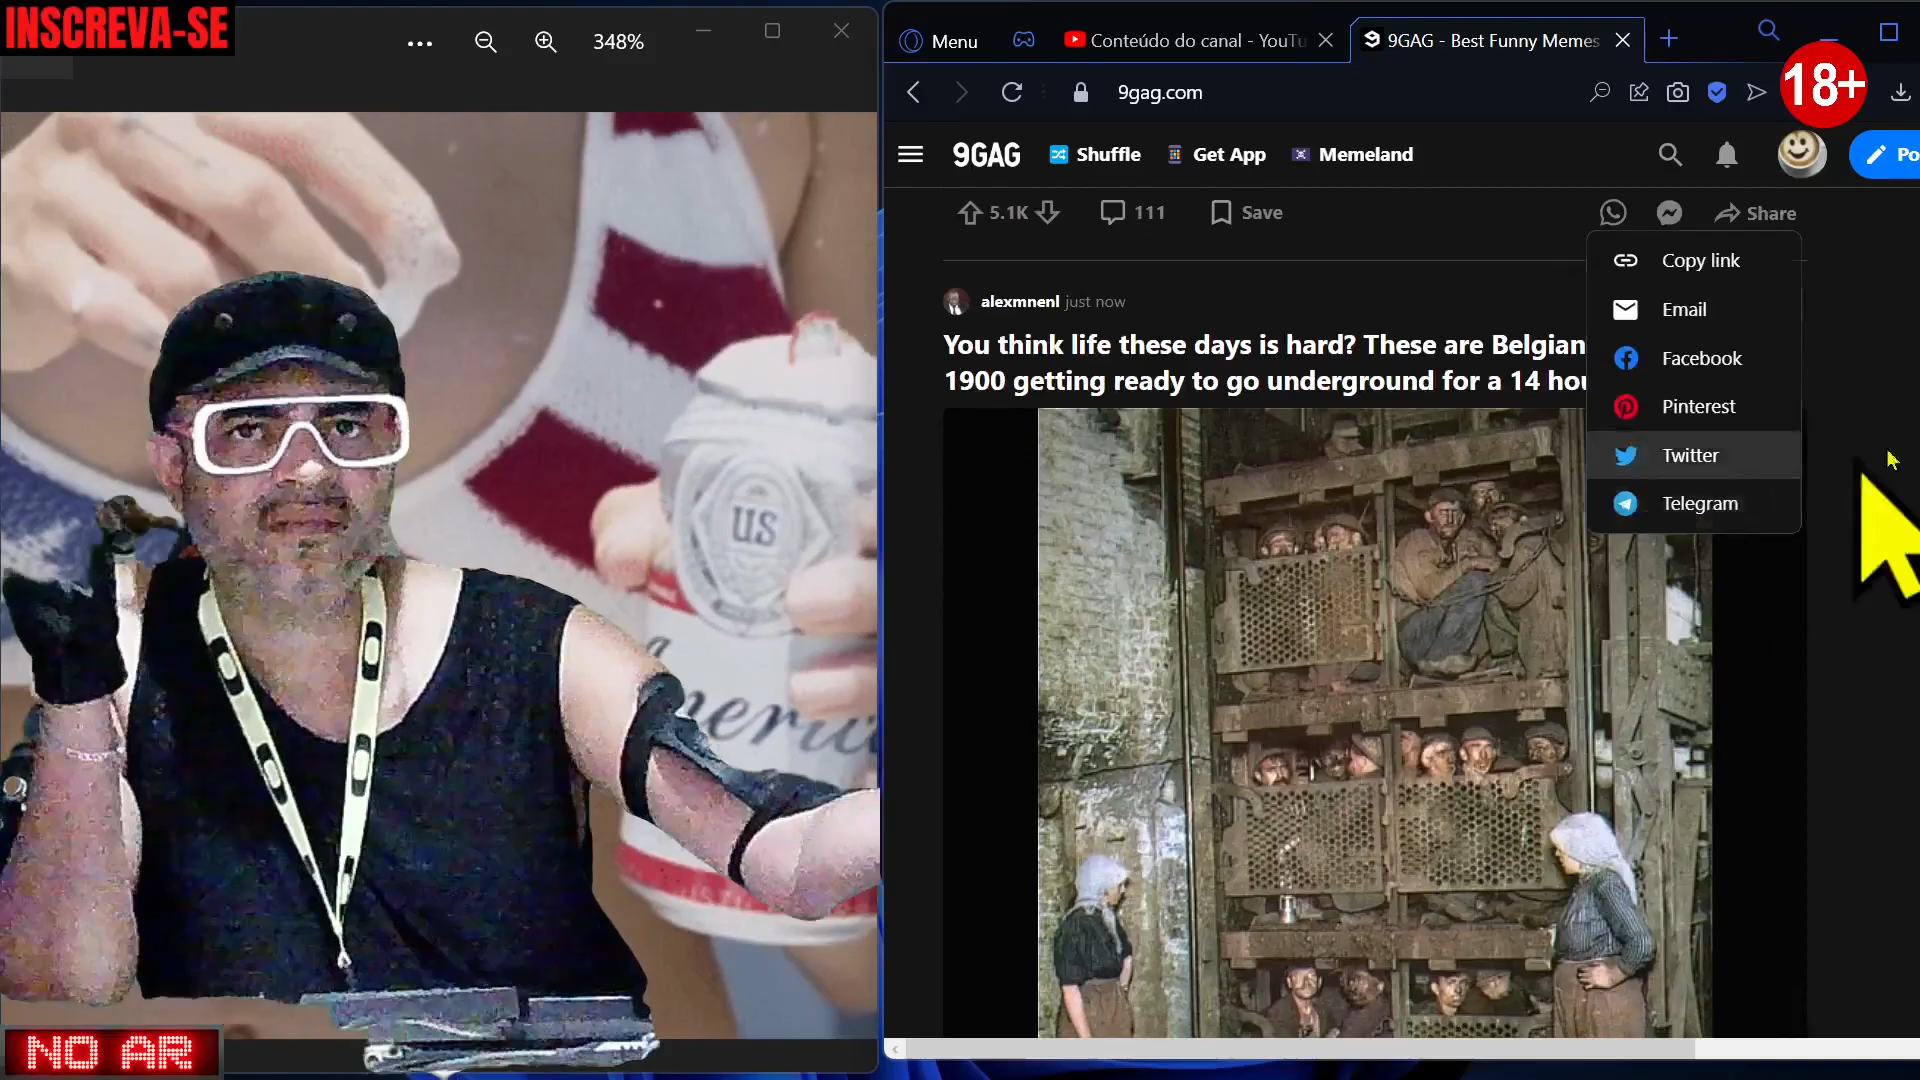 INSCREVA-SE
348%
US
Menu
Conteúdo do canal - YouTu
9GAG - Best Funny Memes
9gag.com
18+
9GAG
Shuffle
Get App
Memeland
Po
5.1K
111
Save
Share
Copy link
Email
Facebook
Pinterest
Twitter
Telegram
alexmnenl just now
You think life these days is hard? These are Belgian
1900 getting ready to go underground for a 14 hou
NO AR